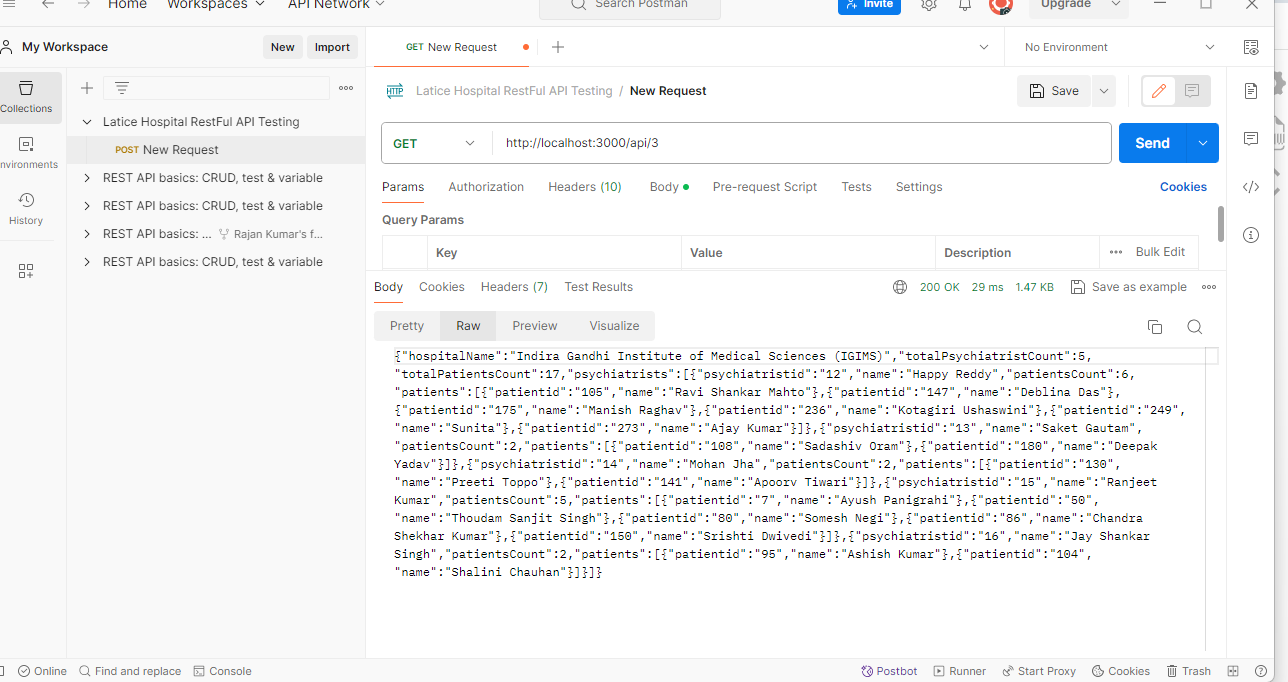 Home Workspaces API Network Search Postman Invite Upgrade
My Workspace New Import GET New Request No Environment
Collections
Environments
History
Latice Hospital RestFul API Testing
POST New Request
REST API basics: CRUD, test & variable
REST API basics: CRUD, test & variable
REST API basics: ... Rajan Kumar's f...
REST API basics: CRUD, test & variable
HTTP Latice Hospital RestFul API Testing / New Request Save
GET http://localhost:3000/api/3 Send
Params Authorization Headers (10) Body Pre-request Script Tests Settings Cookies
Query Params
Key Value Description Bulk Edit
Body Cookies Headers (7) Test Results 200 OK 29 ms 1.47 KB Save as example
Pretty Raw Preview Visualize
{"hospitalName":"Indira Gandhi Institute of Medical Sciences (IGIMS)","totalPsychiatristCount":5,
"totalPatientsCount":17,"psychiatrists":[{"psychiatristid":"12","name":"Happy Reddy","patientsCount":6,
"patients":[{"patientid":"105","name":"Ravi Shankar Mahto"},{"patientid":"147","name":"Deblina Das"},
{"patientid":"175","name":"Manish Raghav"},{"patientid":"236","name":"Kotagiri Ushaswini"},{"patientid":"249",
"name":"Sunita"},{"patientid":"273","name":"Ajay Kumar"}]},{"psychiatristid":"13","name":"Saket Gautam",
"patientsCount":2,"patients":[{"patientid":"108","name":"Sadashiv Oram"},{"patientid":"180","name":"Deepak
Yadav"}]},{"psychiatristid":"14","name":"Mohan Jha","patientsCount":2,"patients":[{"patientid":"130",
"name":"Preeti Toppo"},{"patientid":"141","name":"Apoorv Tiwari"}]},{"psychiatristid":"15","name":"Ranjeet
Kumar","patientsCount":5,"patients":[{"patientid":"7","name":"Ayush Panigrahi"},{"patientid":"50",
"name":"Thoudam Sanjit Singh"},{"patientid":"80","name":"Somesh Negi"},{"patientid":"86","name":"Chandra
Shekhar Kumar"},{"patientid":"150","name":"Srishti Dwivedi"}]},{"psychiatristid":"16","name":"Jay Shankar
Singh","patientsCount":2,"patients":[{"patientid":"95","name":"Ashish Kumar"},{"patientid":"104",
"name":"Shalini Chauhan"}]}]}
Online Find and replace Console Postbot Runner Start Proxy Cookies Trash